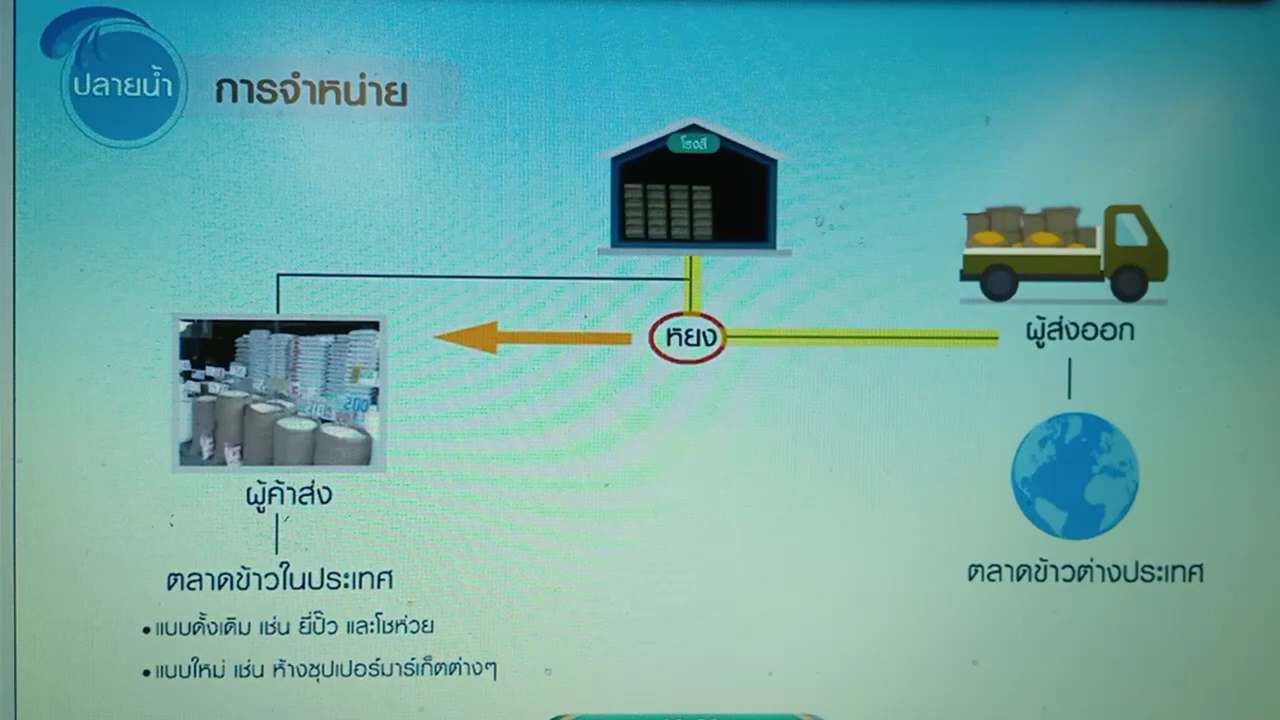 ปลายน้ำ
การจำหน่าย
โรงสี
หยง
ผู้ส่งออก
ผู้ค้าส่ง
ตลาดข้าวในประเทศ
ตลาดข้าวต่างประเทศ
•แบบดั้งเดิม เช่น ยี่ปั๊ว และโชห่วย
•แบบใหม่ เช่น ห้างซุปเปอร์มาร์เก็ตต่างๆ